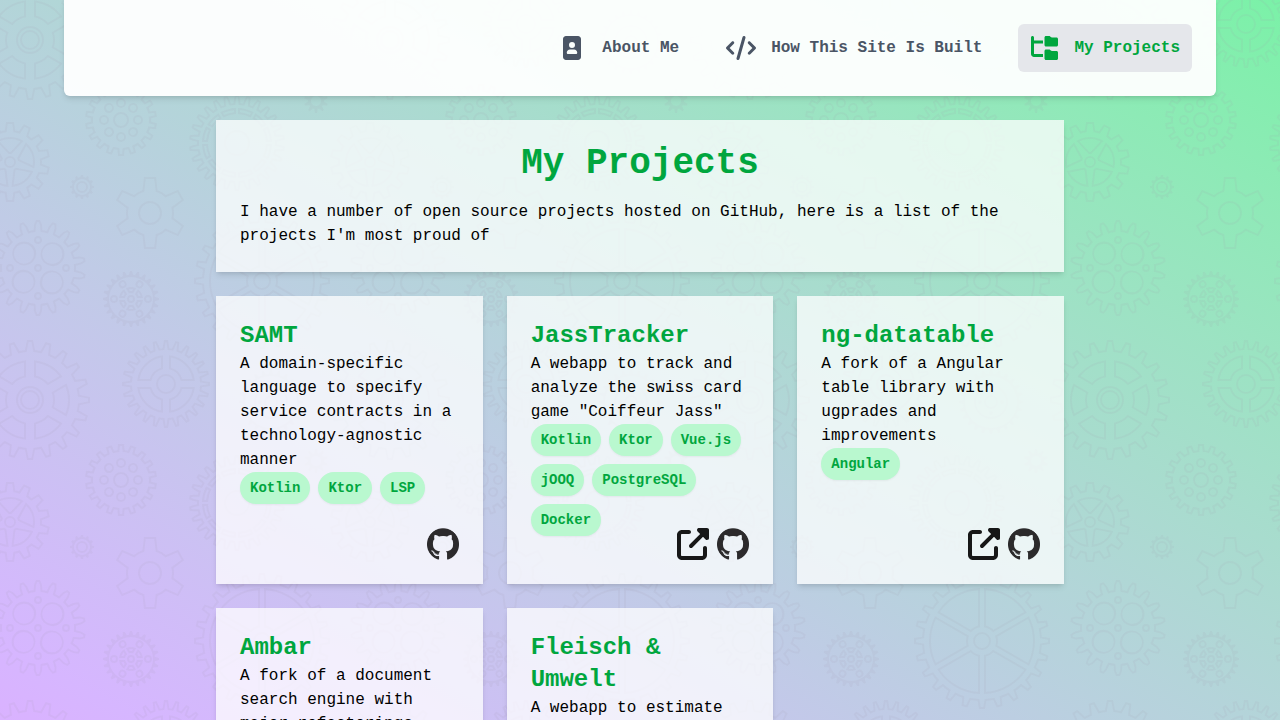 About Me
How This Site Is Built
My Projects
My Projects
I have a number of open source projects hosted on GitHub, here is a list of the
projects I'm most proud of
SAMT
A domain-specific
language to specify
service contracts in a
technology-agnostic
manner
Kotlin Ktor LSP
JassTracker
A webapp to track and
analyze the swiss card
game "Coiffeur Jass"
Kotlin Ktor Vue.js
jOOQ PostgreSQL
Docker
ng-datatable
A fork of a Angular
table library with
ugprades and
improvements
Angular
Ambar
A fork of a document
search engine with
major refactorings
Fleisch &
Umwelt
A webapp to estimate